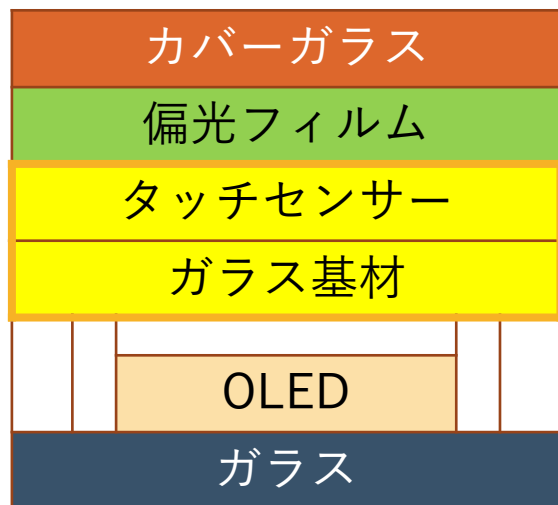 カバーガラス
偏光フィルム
タッチセンサー
ガラス基材
OLED
ガラス